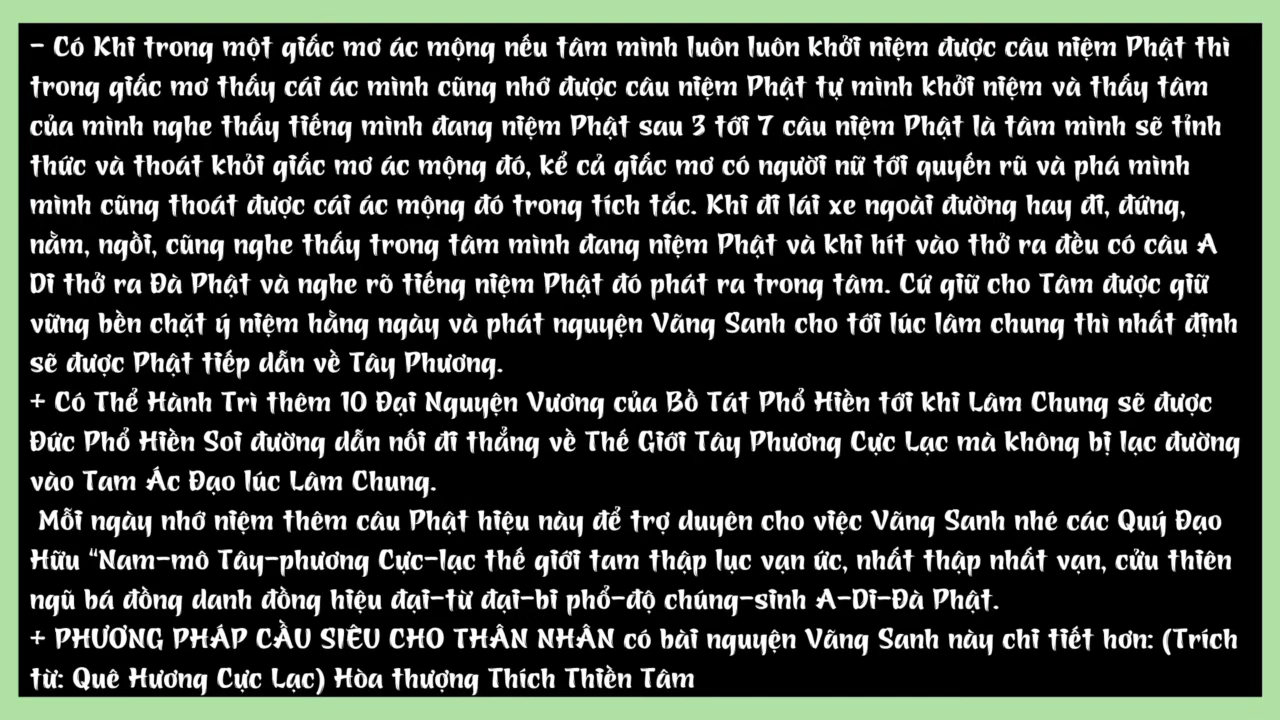 - Có Khi trong một giấc mơ ác mộng nếu tâm mình luôn luôn khởi niệm được câu niệm Phật thì
trong giấc mơ thấy cái ác mình cũng nhớ được câu niệm Phật tự mình khởi niệm và thấy tâm
của mình nghe thấy tiếng mình đang niệm Phật sau 3 tới 7 câu niệm Phật là tâm mình sẽ tỉnh
thức và thoát khỏi giấc mơ ác mộng đó, kể cả giấc mơ có người nữ tới quyến rũ và phá mình
mình cũng thoát được cái ác mộng đó trong tích tắc. Khi đi lái xe ngoài đường hay đi, đứng,
nằm, ngồi, cũng nghe thấy trong tâm mình đang niệm Phật và khi hít vào thở ra đều có câu A
Di thở ra Đà Phật và nghe rõ tiếng niệm Phật đó phát ra trong tâm. Cứ giữ cho Tâm được giữ
vững bền chặt ý niệm hằng ngày và phát nguyện Vãng Sanh cho tới lúc lâm chung thì nhất định
sẽ được Phật tiếp dẫn về Tây Phương.
+ Có Thể Hành Trì thêm 10 Đại Nguyện Vương của Bồ Tát Phổ Hiền tới khi Lâm Chung sẽ được
Đức Phổ Hiền Soi đường dẫn nối đi thẳng về Thế Giới Tây Phương Cực Lạc mà không bị lạc đường
vào Tam Ác Đạo lúc Lâm Chung.
Mỗi ngày nhớ niệm thêm câu Phật hiệu này để trợ duyên cho việc Vãng Sanh nhé các Quý Đạo
Hữu “Nam-mô Tây-phương Cực-lạc thế giới tam thập lục vạn ức, nhất thập nhất vạn, cửu thiên
ngũ bá đồng danh đồng hiệu đại-từ đại-bi phổ-độ chúng-sinh A-Di-Đà Phật.
+ PHƯƠNG PHÁP CẦU SIÊU CHO THÂN NHÂN có bài nguyện Vãng Sanh này chi tiết hơn: (Trích
từ: Quê Hương Cực Lạc) Hòa thượng Thích Thiền Tâm